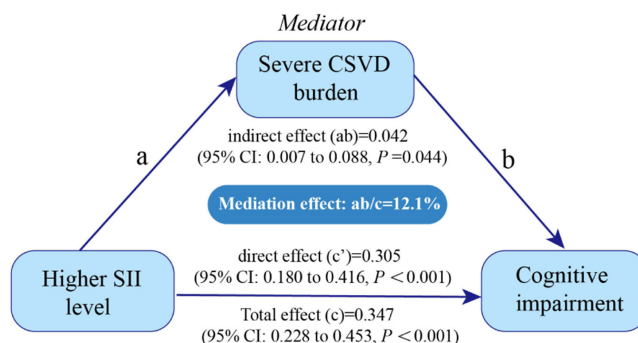 Mediator
Severe CSVD
burden
indirect effect (ab)=0.042
(95% CI: 0.007 to 0.088, P =0.044)
a
b
Mediation effect: ab/c=12.1%
Higher SII
level
direct effect (c’)=0.305
(95% CI: 0.180 to 0.416, P < 0.001)
Total effect (c)=0.347
(95% CI: 0.228 to 0.453, P < 0.001)
Cognitive
impairment